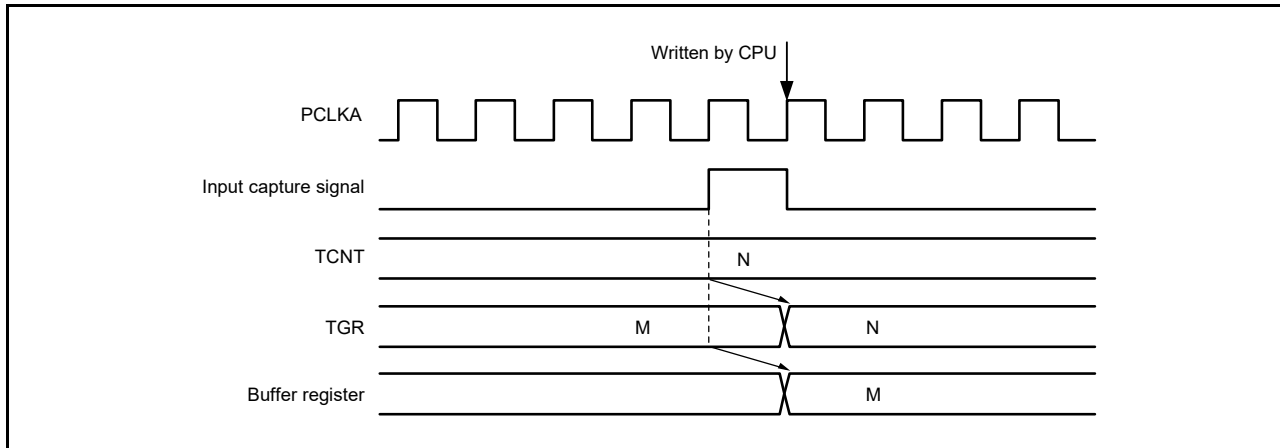 Written by CPU
PCLKA
Input capture signal
TCNT
N
TGR
M
N
Buffer register
M